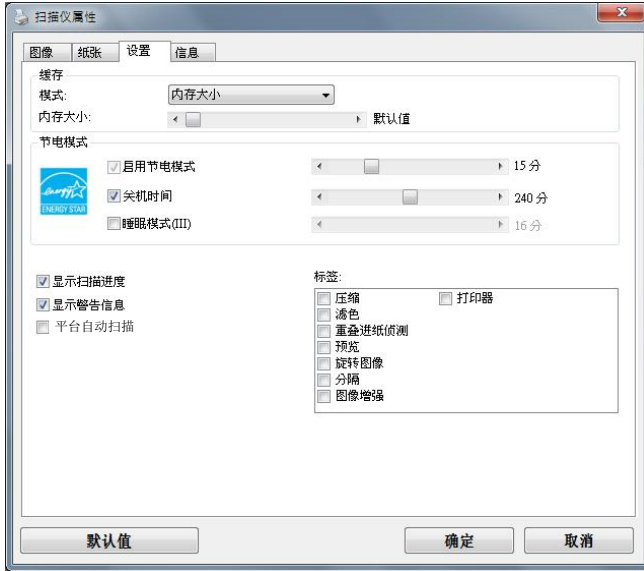 扫描仪属性
图像 纸张 设置 信息
缓存
模式: 内存大小
内存大小: 默认值
节电模式
启用节电模式 15 分
关机时间 240 分
睡眠模式(III) 16 分
energy
ENERGY STAR
显示扫描进度
显示警告信息
平台自动扫描
标签:
压缩 打印器
滤色
重叠进纸侦测
预览
旋转图像
分隔
图像增强
默认值 确定 取消